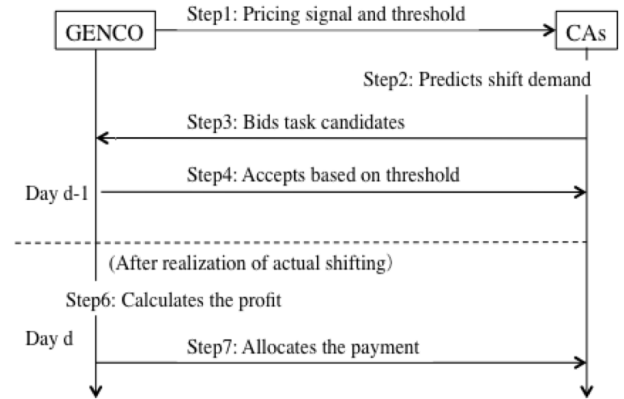 Step1: Pricing signal and threshold
GENCO
CAs
Step2: Predicts shift demand
Step3: Bids task candidates
Step4: Accepts based on threshold
Day d-1
(After realization of actual shifting)
Step6: Calculates the profit
Day d
Step7: Allocates the payment